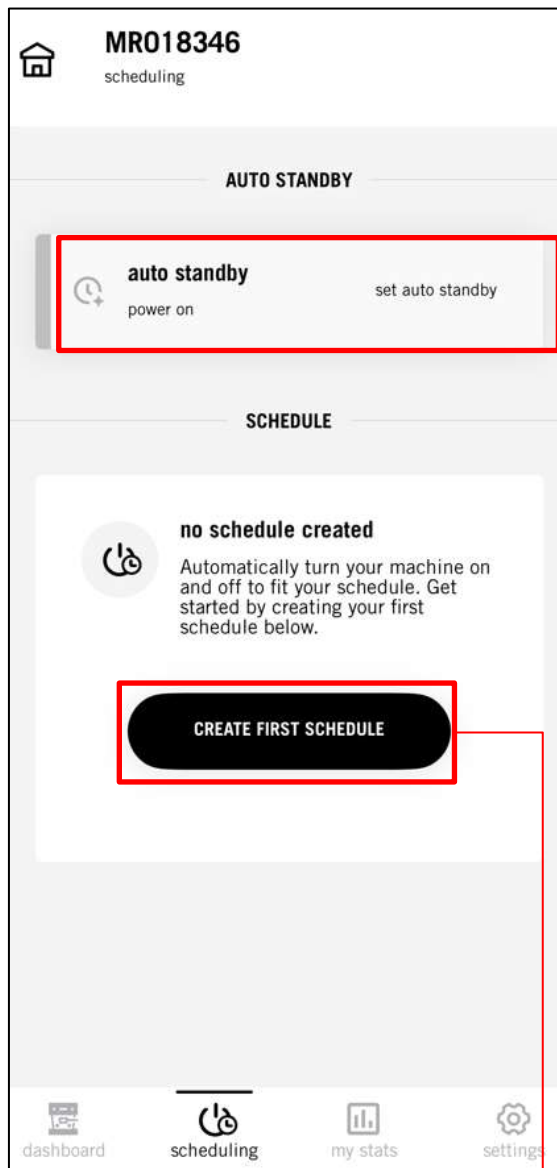 MR018346
scheduling
AUTO STANDBY
auto standby
power on
set auto standby
SCHEDULE
no schedule created
Automatically turn your machine on
and off to fit your schedule. Get
started by creating your first
schedule below.
CREATE FIRST SCHEDULE
dashboard
scheduling
my stats
settings